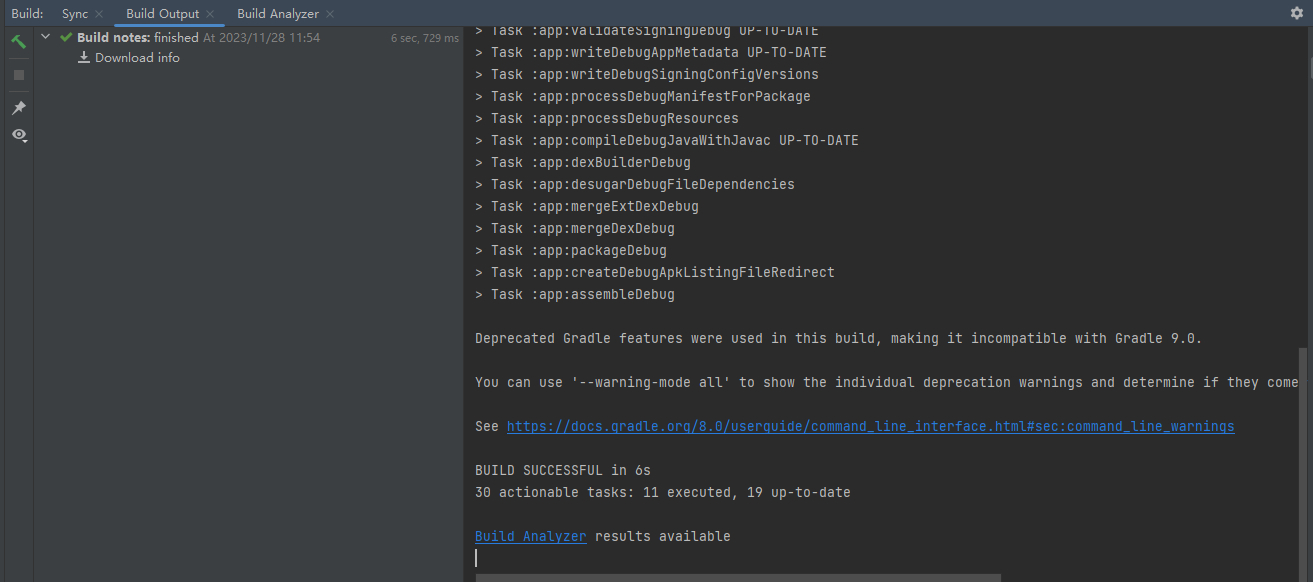 Build: Sync Build Output Build Analyzer
Build notes: finished At 2023/11/28 11:54 6 sec, 729 ms
Download info
> Task :app:validateSigningDebug UP-TO-DATE
> Task :app:writeDebugAppMetadata UP-TO-DATE
> Task :app:writeDebugSigningConfigVersions
> Task :app:processDebugManifestForPackage
> Task :app:processDebugResources
> Task :app:compileDebugJavaWithJavac UP-TO-DATE
> Task :app:dexBuilderDebug
> Task :app:desugarDebugFileDependencies
> Task :app:mergeExtDexDebug
> Task :app:mergeDexDebug
> Task :app:packageDebug
> Task :app:createDebugApkListingFileRedirect
> Task :app:assembleDebug
Deprecated Gradle features were used in this build, making it incompatible with Gradle 9.0.
You can use '--warning-mode all' to show the individual deprecation warnings and determine if they come
See https://docs.gradle.org/8.0/userguide/command_line_interface.html#sec:command_line_warnings
BUILD SUCCESSFUL in 6s
30 actionable tasks: 11 executed, 19 up-to-date
Build Analyzer results available